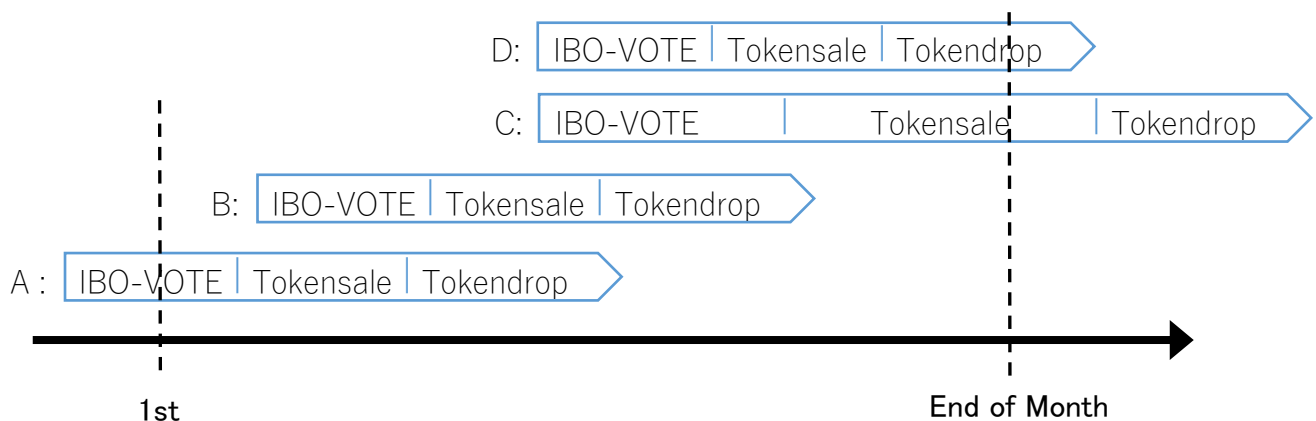 D: IBO-VOTE Tokensale Tokendrop
C: IBO-VOTE Tokensale Tokendrop
B: IBO-VOTE Tokensale Tokendrop
A : IBO-VOTE Tokensale Tokendrop
1st End of Month